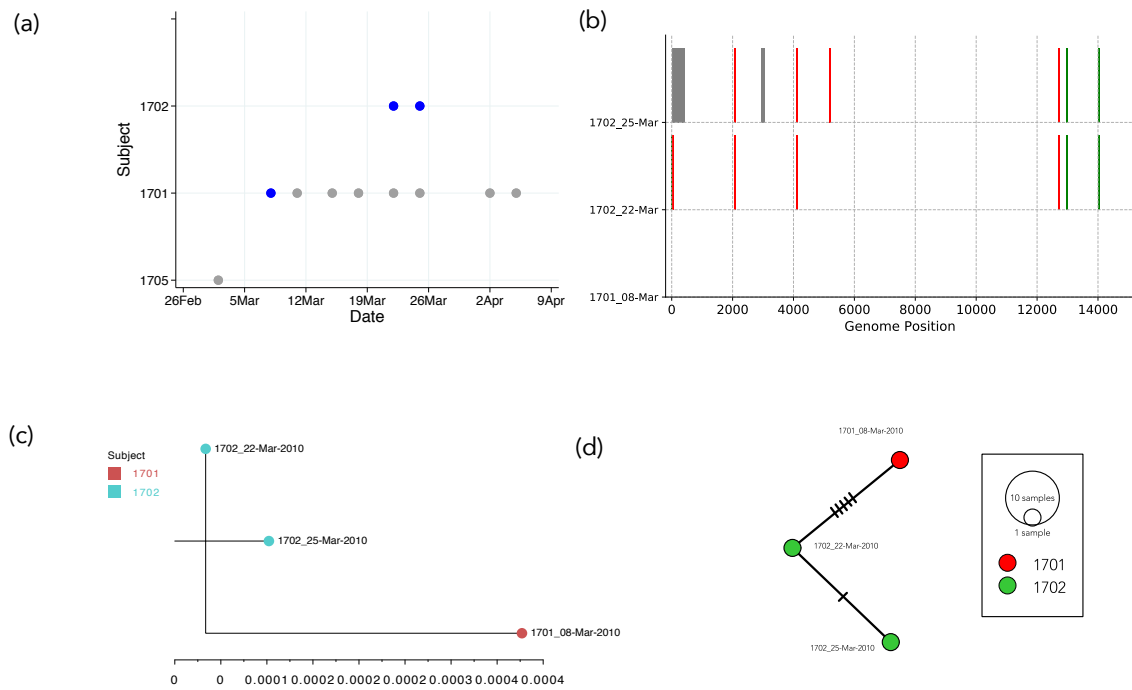 (a)
Subject
1702
1701
1705
26Feb 5Mar 12Mar 19Mar 26Mar 2Apr 9Apr
Date
(b)
1702_25-Mar
1702_22-Mar
1701_08-Mar
0 2000 4000 6000 8000 10000 12000 14000
Genome Position
(c)
Subject
1701
1702
1702_22-Mar-2010
1702_25-Mar-2010
1701_08-Mar-2010
0 0 0.0001 0.0002 0.0002 0.0002 0.0003 0.0004 0.0004
(d)
1701_08-Mar-2010
1702_22-Mar-2010
1702_25-Mar-2010
10 samples
1 sample
1701
1702